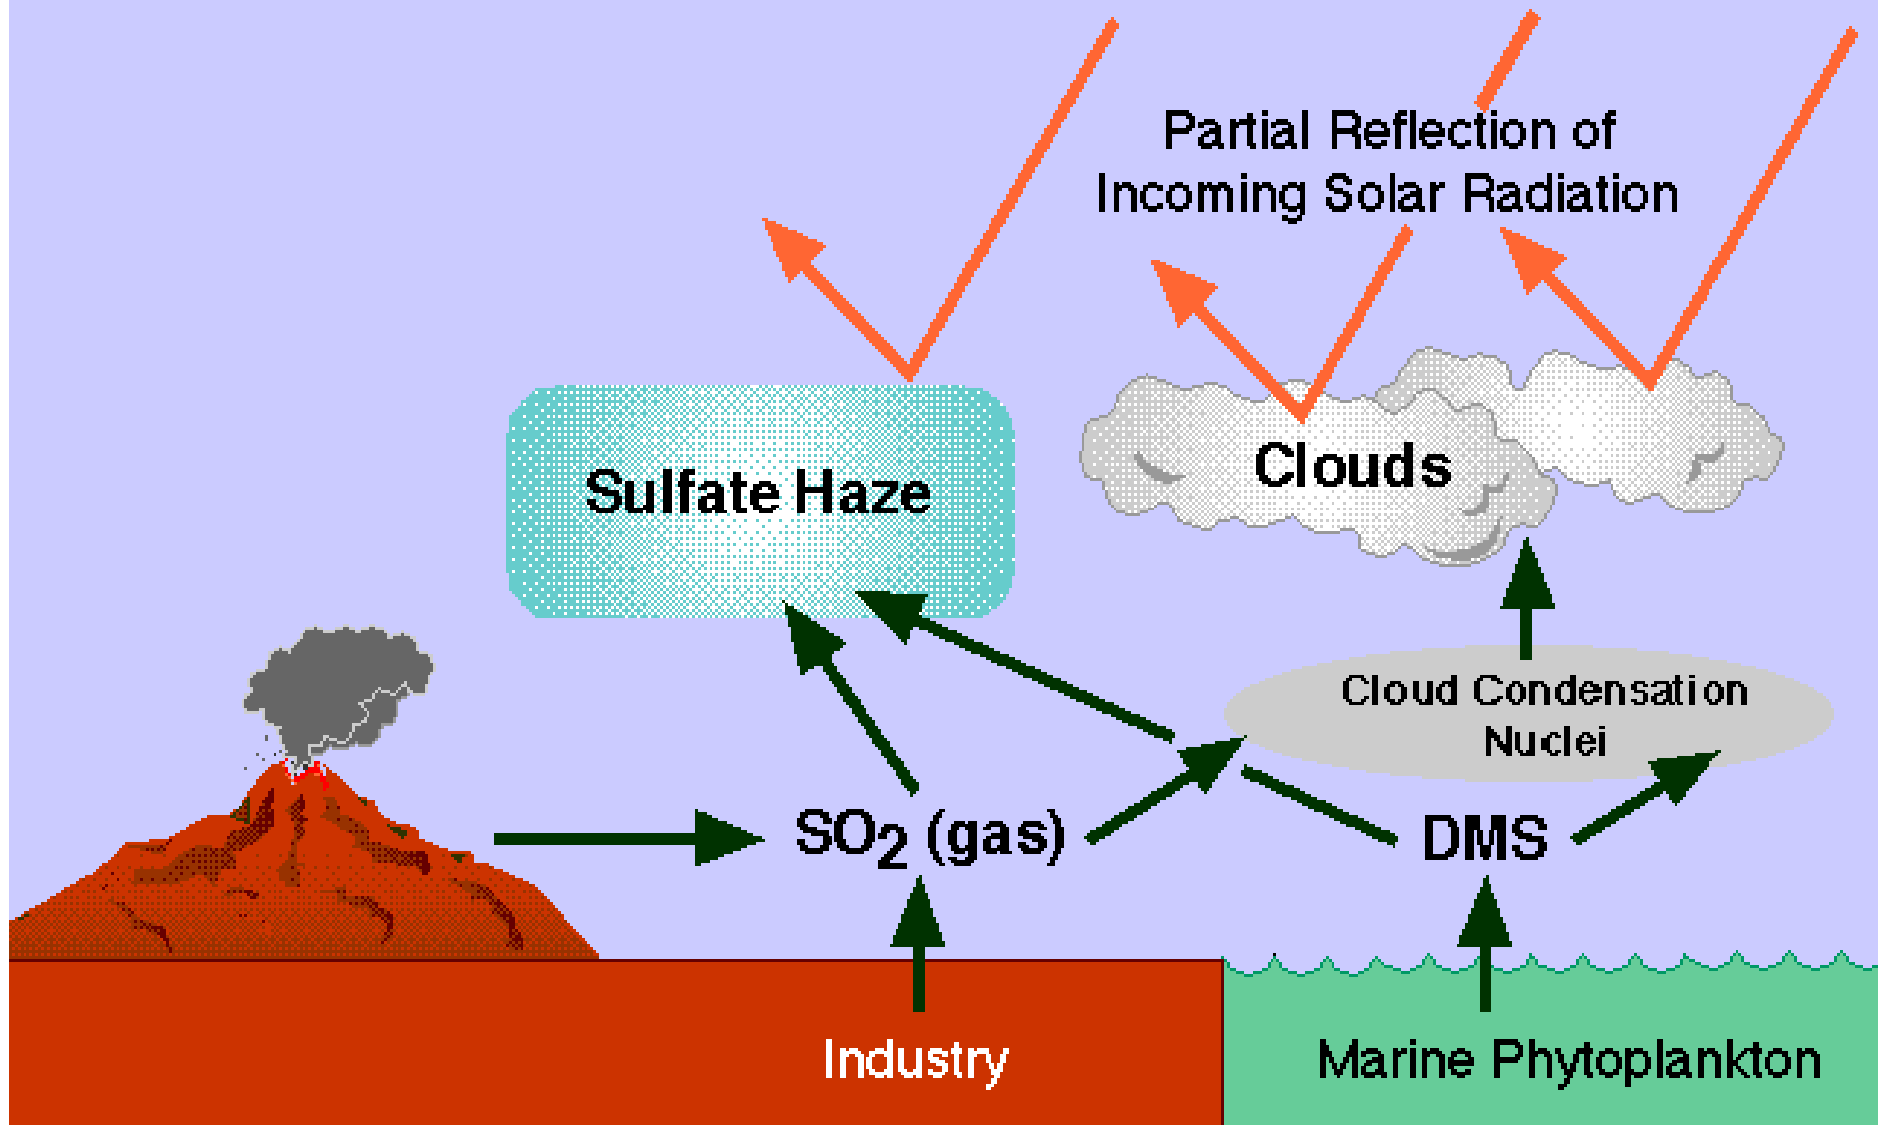 Partial Reflection of
Incoming Solar Radiation
Sulfate Haze
Clouds
Cloud Condensation
Nuclei
SO2 (gas)
DMS
Industry
Marine Phytoplankton